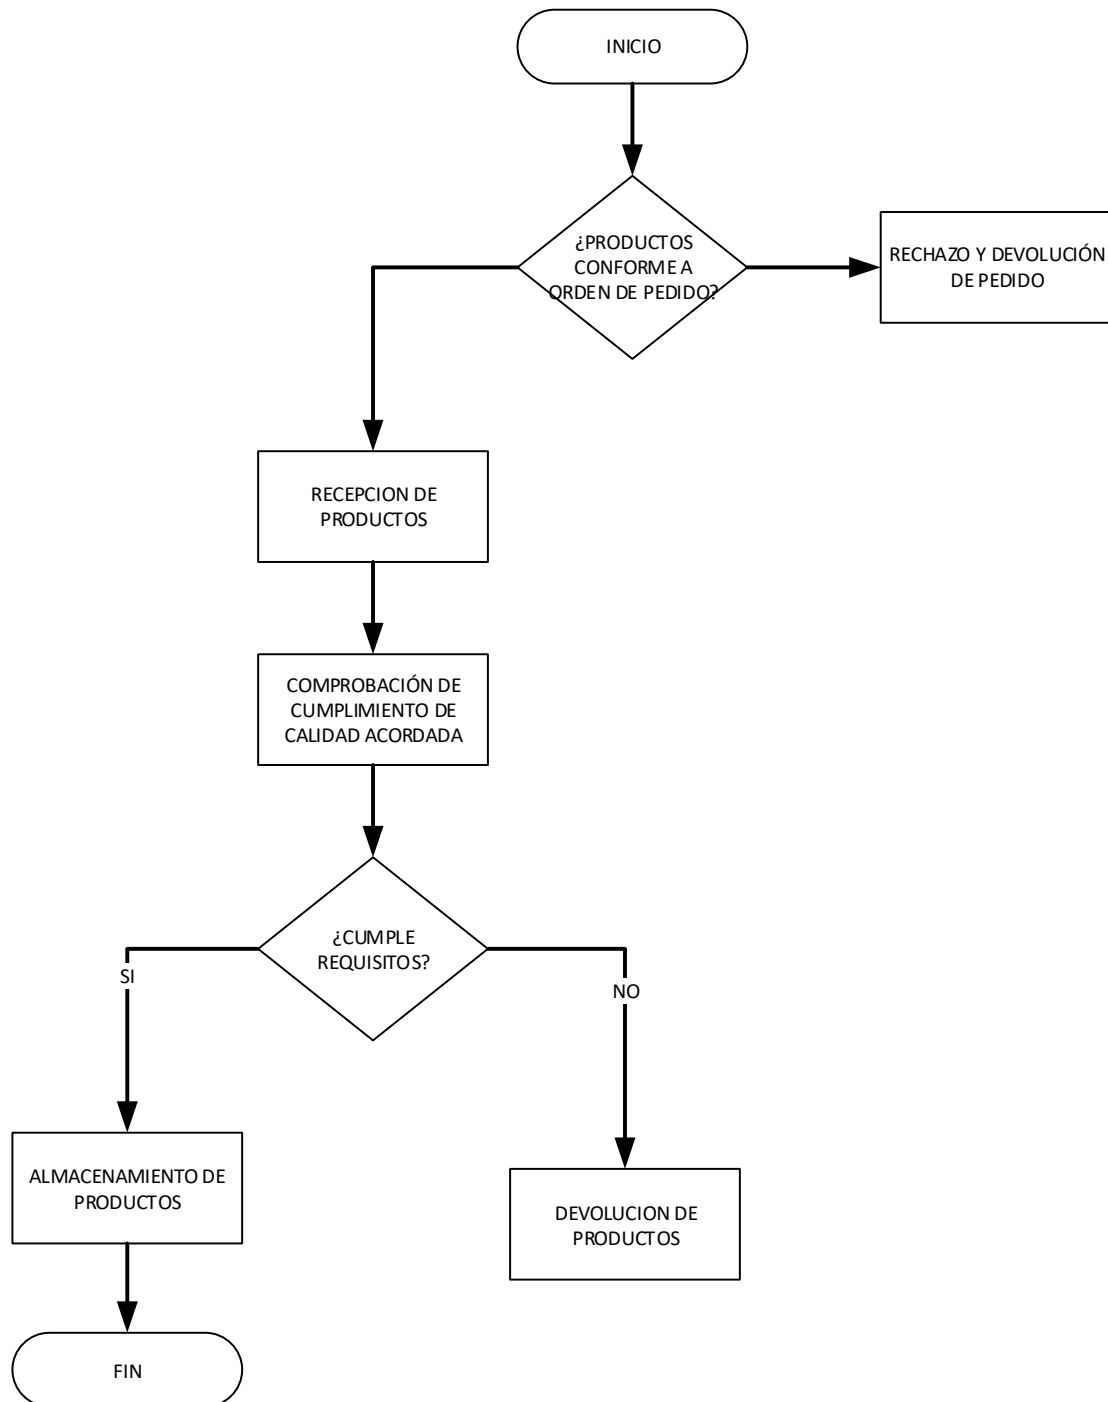 INICIO
¿PRODUCTOS
CONFORME A
ORDEN DE PEDIDO?
RECHAZO Y DEVOLUCIÓN
DE PEDIDO
RECEPCION DE
PRODUCTOS
COMPROBACIÓN DE
CUMPLIMIENTO DE
CALIDAD ACORDADA
¿CUMPLE
REQUISITOS?
SI
NO
ALMACENAMIENTO DE
PRODUCTOS
DEVOLUCION DE
PRODUCTOS
FIN